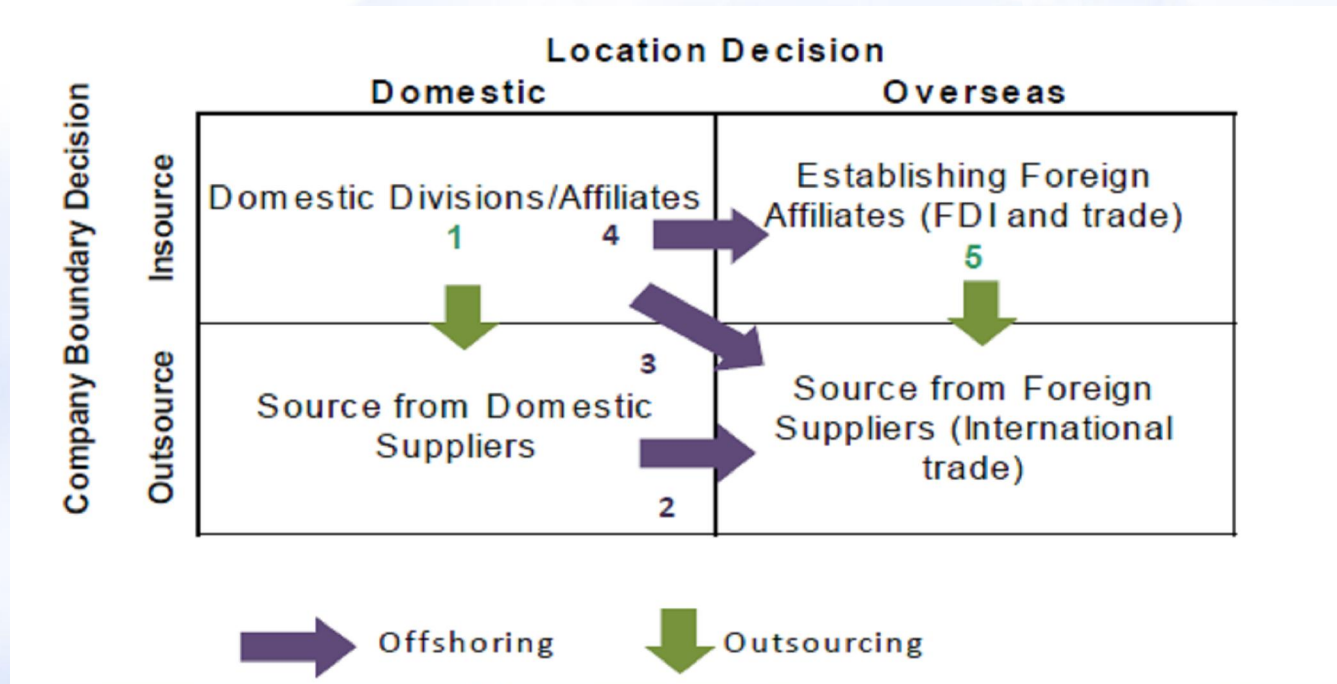 Location Decision
Domestic
Overseas
Company Boundary Decision
Insource
Domestic Divisions/Affiliates
1
4
Establishing Foreign
Affiliates (FDI and trade)
5
Outsource
3
Source from Domestic
Suppliers
2
Source from Foreign
Suppliers (International
trade)
Offshoring
Outsourcing